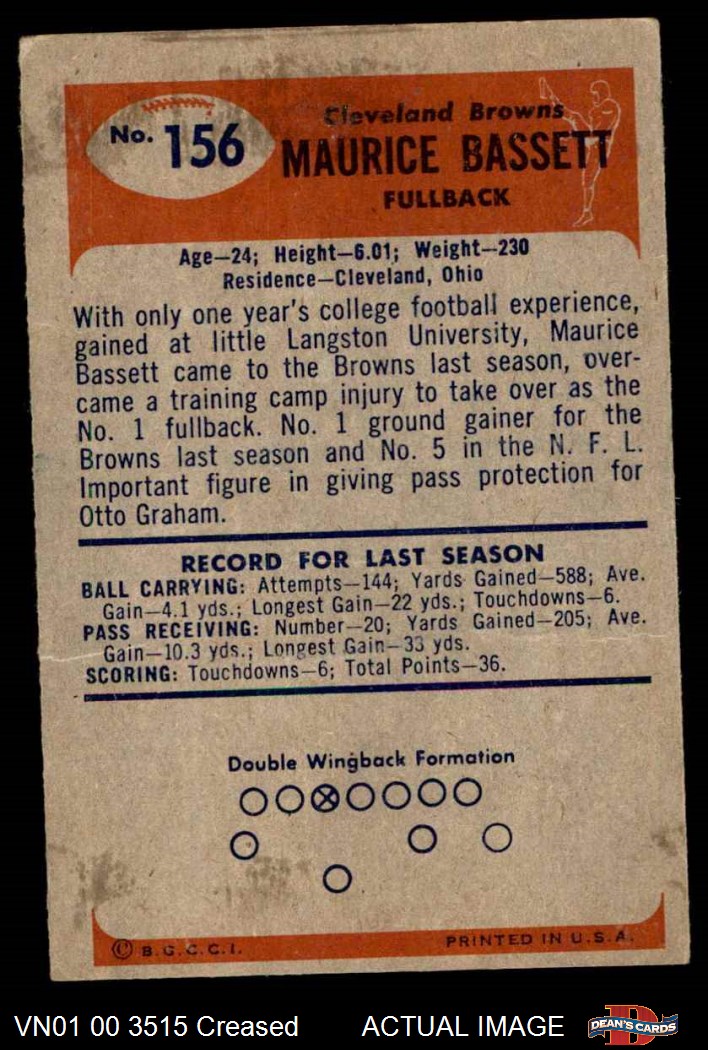 Cleveland Browns
No. 156
MAURICE BASSETT
FULLBACK
Age—24; Height—6.01; Weight—230
Residence—Cleveland, Ohio
With only one year's college football experience,
gained at little Langston University, Maurice
Bassett came to the Browns last season, over-
came a training camp injury to take over as the
No. 1 fullback. No. 1 ground gainer for the
Browns last season and No. 5 in the N. F. L.
Important figure in giving pass protection for
Otto Graham.
RECORD FOR LAST SEASON
BALL CARRYING: Attempts—144; Yards Gained—588; Ave.
Gain—4.1 yds.; Longest Gain—22 yds.; Touchdowns—6.
PASS RECEIVING: Number—20; Yards Gained—205; Ave.
Gain—10.3 yds.; Longest Gain—33 yds.
SCORING: Touchdowns—6; Total Points—36.
Double Wingback Formation
© B.G.C.C.I. PRINTED IN U.S.A.
VN01 00 3515 Creased ACTUAL IMAGE DEAN'S CARDS